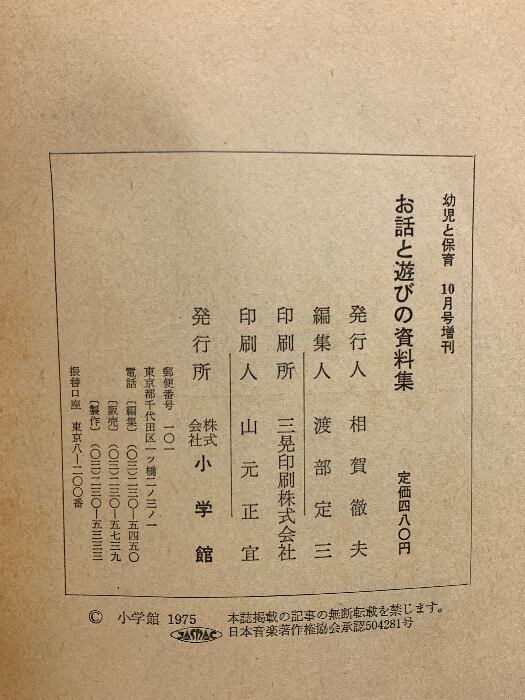 幼児と保育 10月号増刊
お話と遊びの資料集 定価四八〇円
発行人 相賀徹夫
編集人 渡部定三
印刷所 三晃印刷株式会社
印刷人 山元正宜
発行所 株式会社 小学館
郵便番号 一〇一
東京都千代田区一ツ橋二ノ三ノ一
電話〔編集〕(〇三)二三〇―五四五〇
〔販売〕(〇三)二三〇―五七三九
〔製作〕(〇三)二三〇―五三三三
振替口座 東京八―二〇〇番
© 小学館 1975
JASRAC
本誌掲載の記事の無断転載を禁じます。
日本音楽著作権協会承認504281号